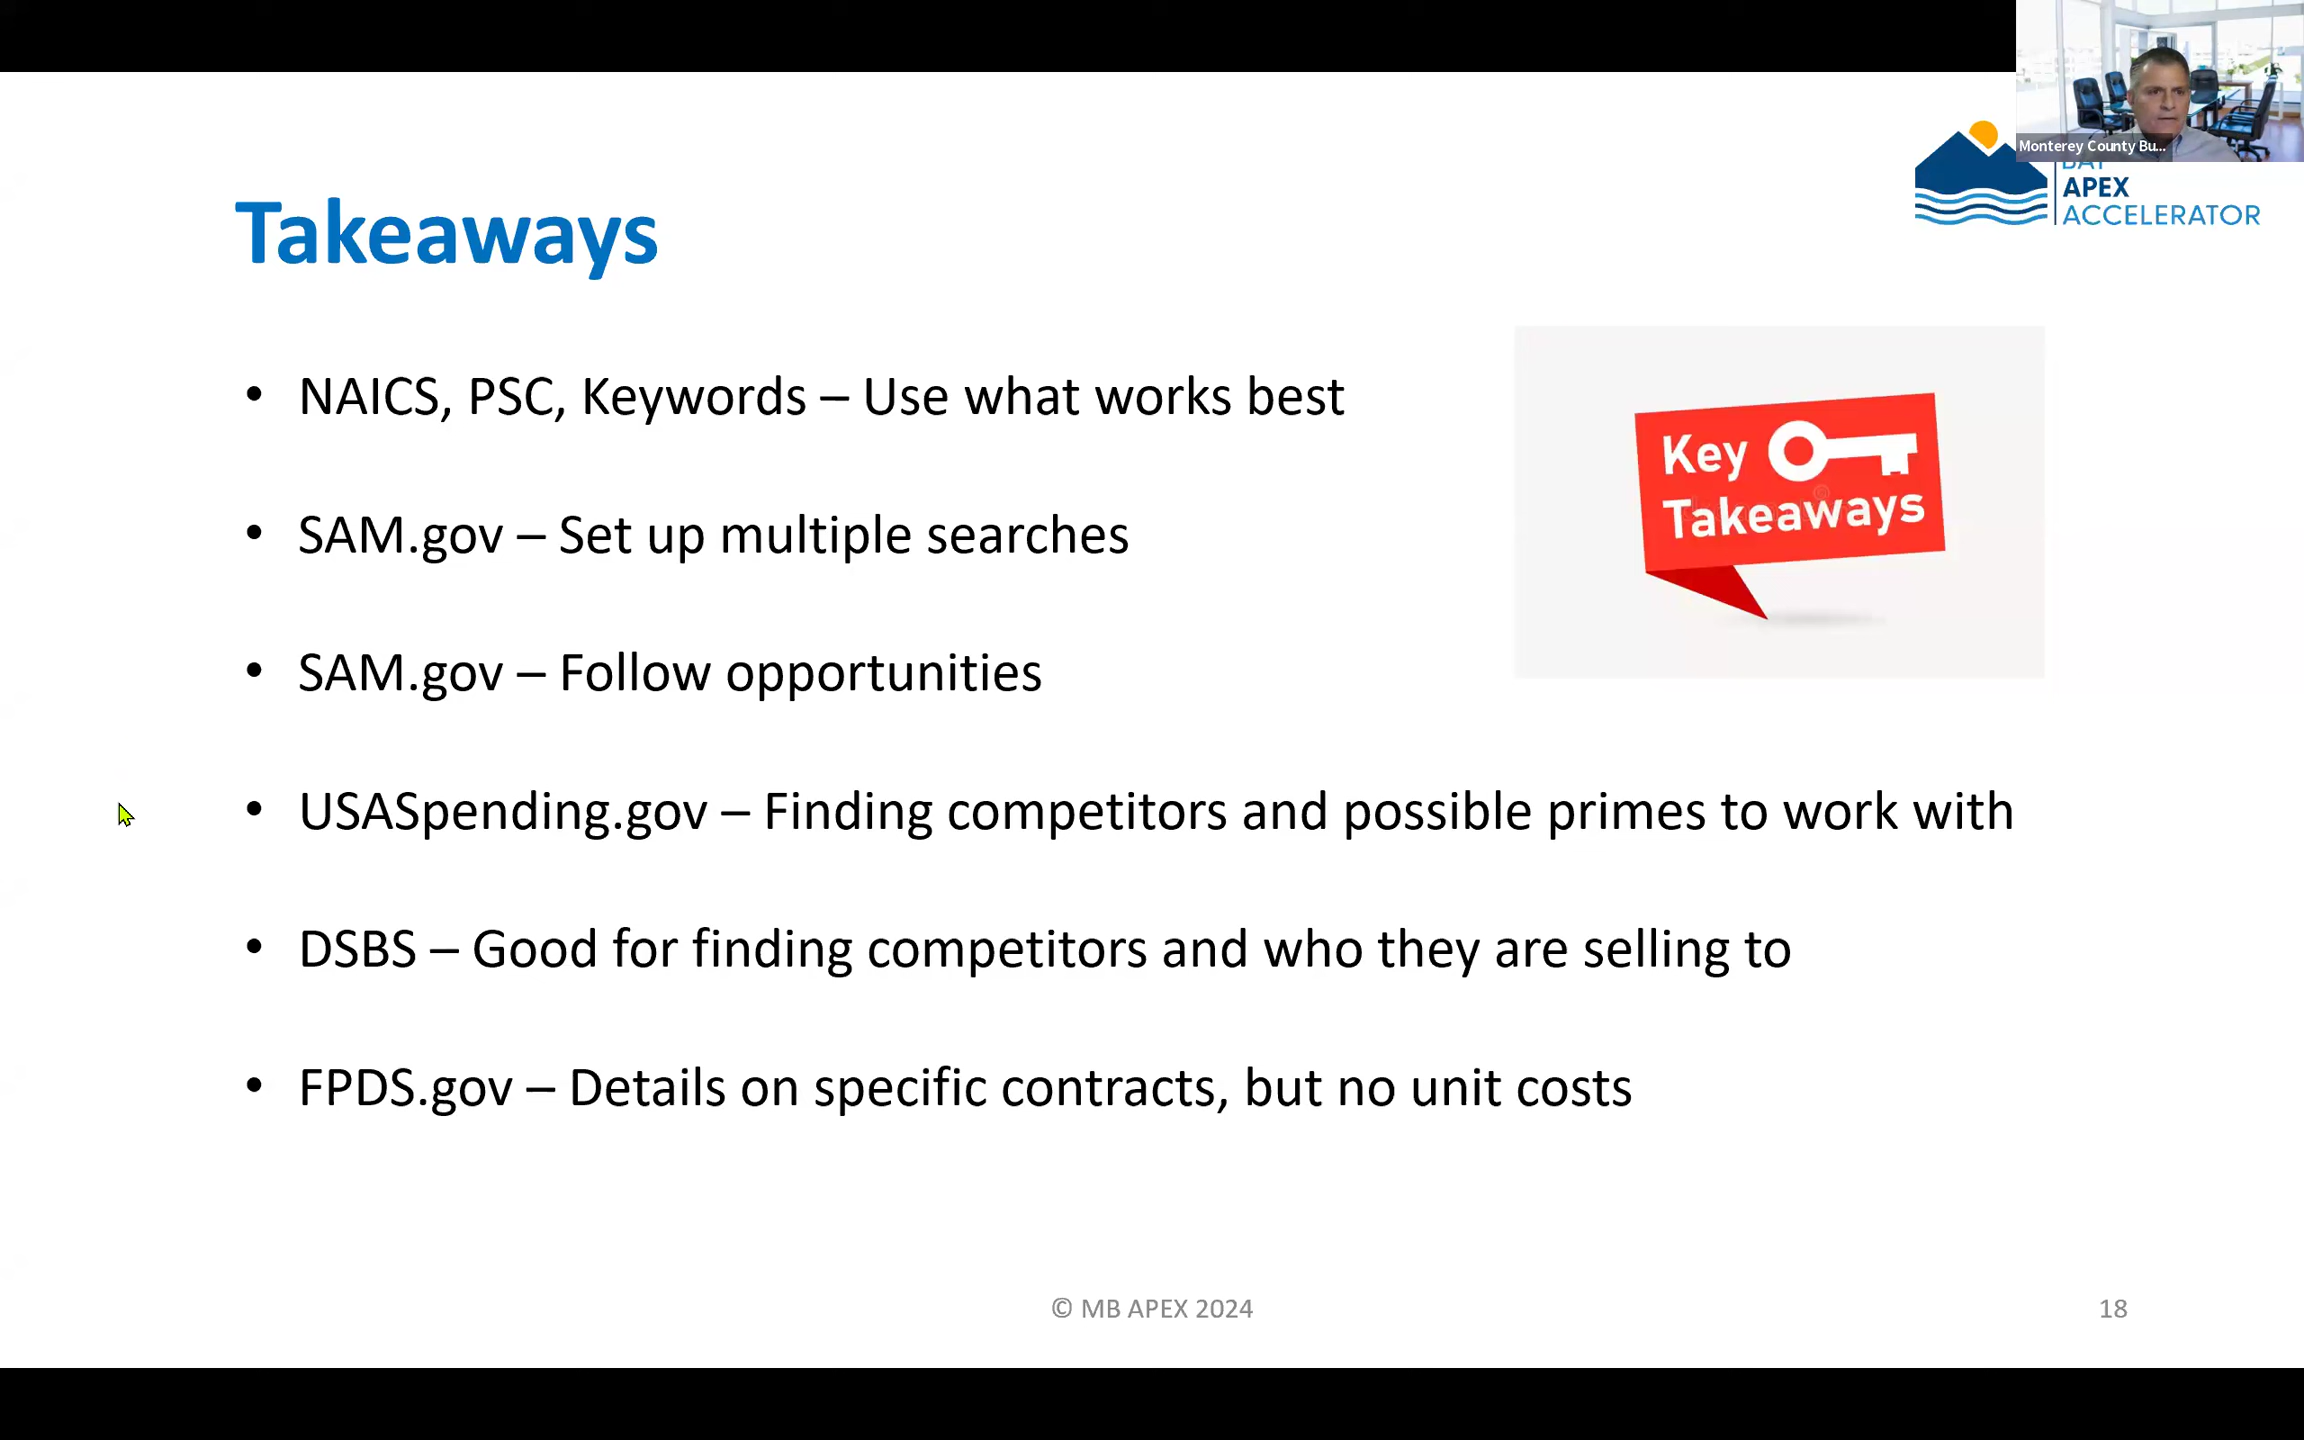 Monterey County Bu...
APEX
ACCELERATOR
Takeaways
• NAICS, PSC, Keywords – Use what works best
• SAM.gov – Set up multiple searches
• SAM.gov – Follow opportunities
• USASpending.gov – Finding competitors and possible primes to work with
• DSBS – Good for finding competitors and who they are selling to
• FPDS.gov – Details on specific contracts, but no unit costs
Key
Takeaways
© MB APEX 2024
18